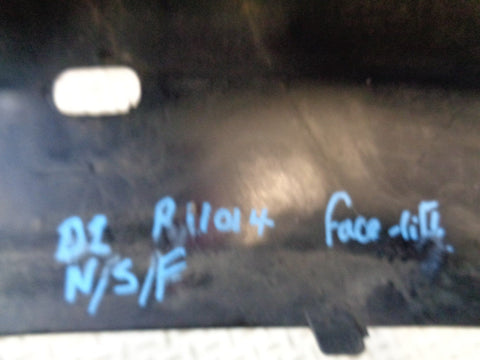 D2 R11014 face-lift
N/S/F